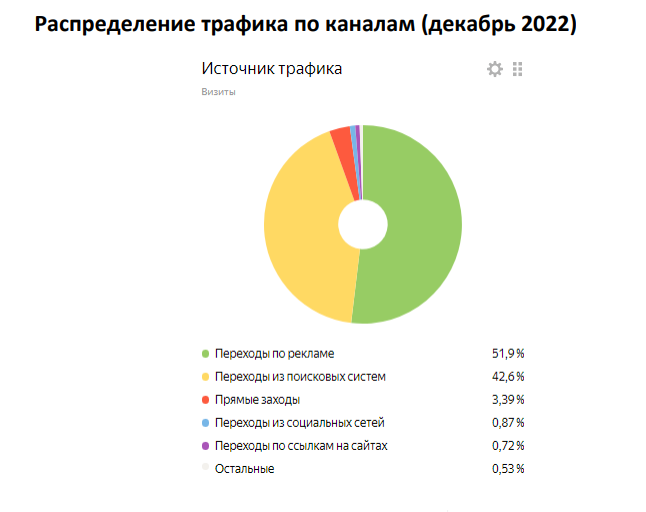 Распределение трафика по каналам (декабрь 2022)
Источник трафика
Визиты
Переходы по рекламе 51,9 %
Переходы из поисковых систем 42,6 %
Прямые заходы 3,39 %
Переходы из социальных сетей 0,87 %
Переходы по ссылкам на сайтах 0,72 %
Остальные 0,53 %